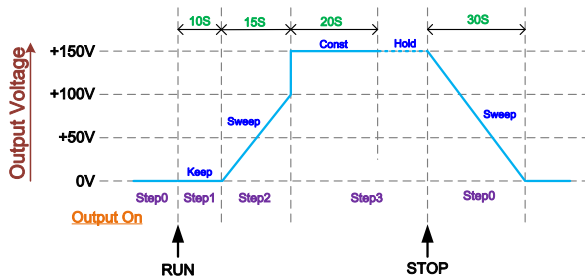 10S 15S 20S 30S
+150V
Const Hold
+100V
Sweep Sweep
+50V
Keep
0V
Step0 Step1 Step2 Step3 Step0
Output On
RUN STOP
Output Voltage